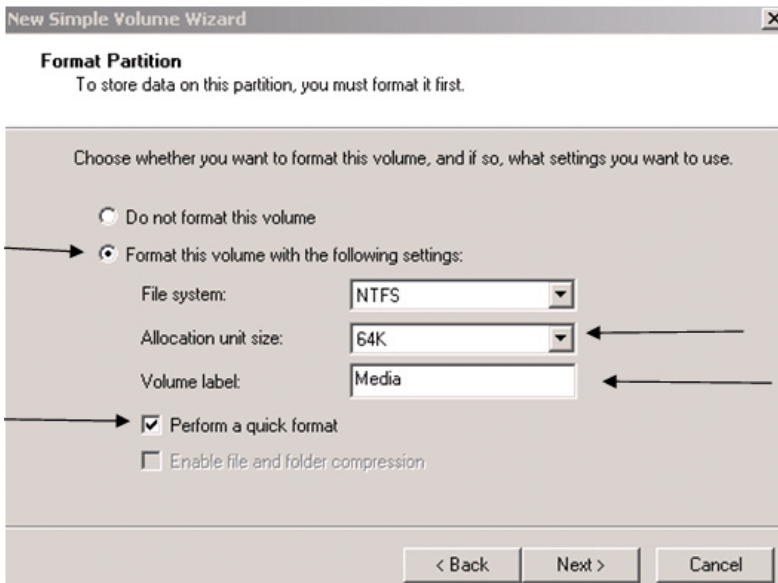 New Simple Volume Wizard
Format Partition
To store data on this partition, you must format it first.
Choose whether you want to format this volume, and if so, what settings you want to use.
Do not format this volume
Format this volume with the following settings:
File system: NTFS
Allocation unit size: 64K
Volume label: Media
Perform a quick format
Enable file and folder compression
< Back Next > Cancel